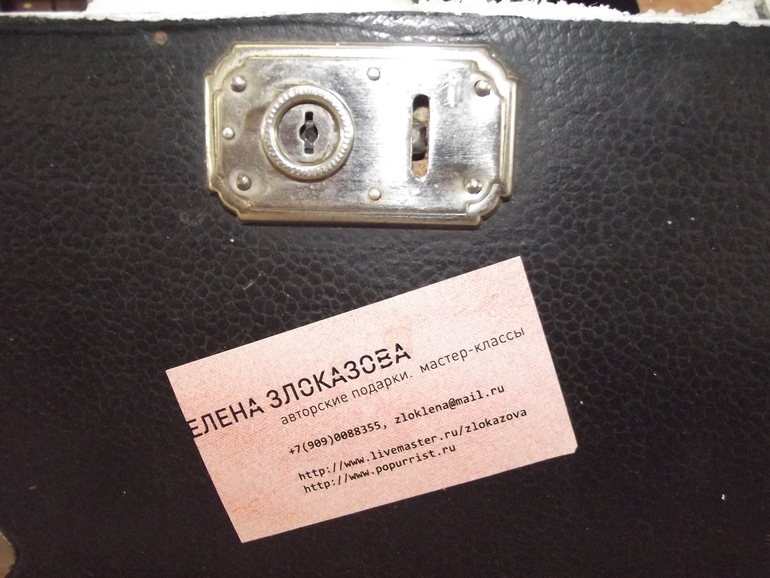 ЕЛЕНА ЗЛОКАЗОВА
авторские подарки. мастер-классы
+7(909)0088355, zloklena@mail.ru
http://www.livemaster.ru/zlokazova
http://www.popurrist.ru